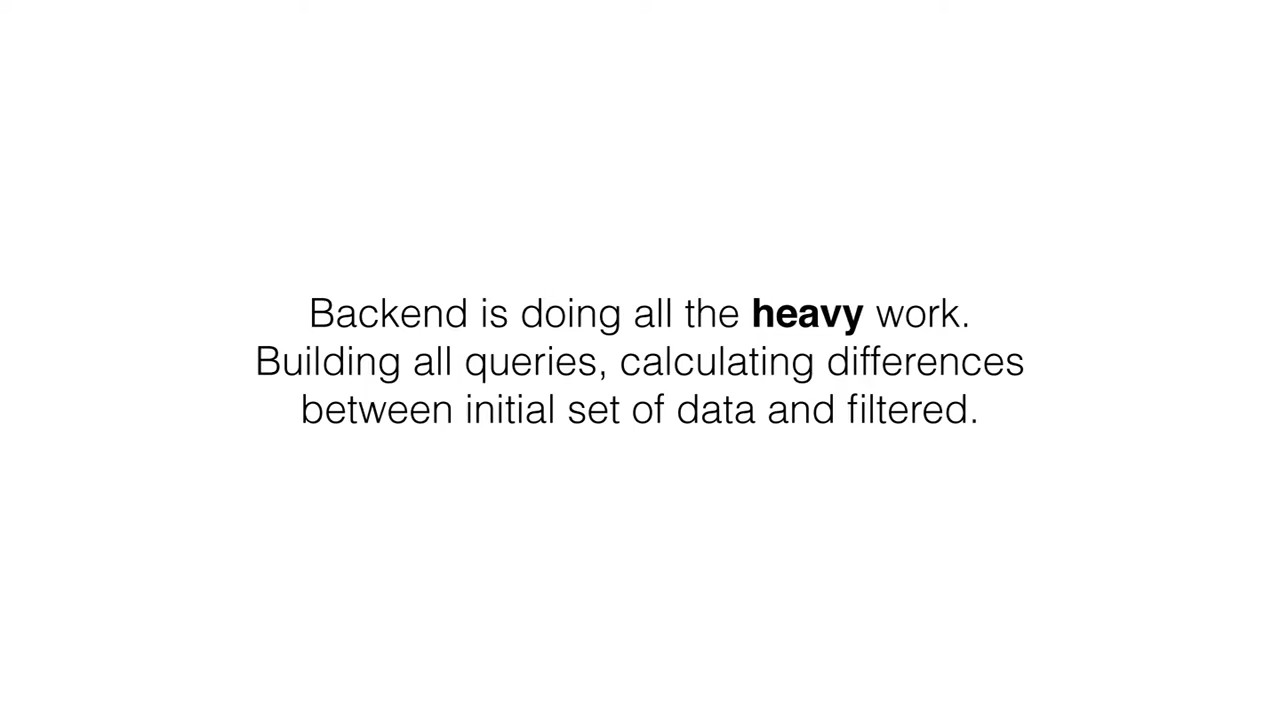 Backend is doing all the heavy work.
Building all queries, calculating differences
between initial set of data and filtered.